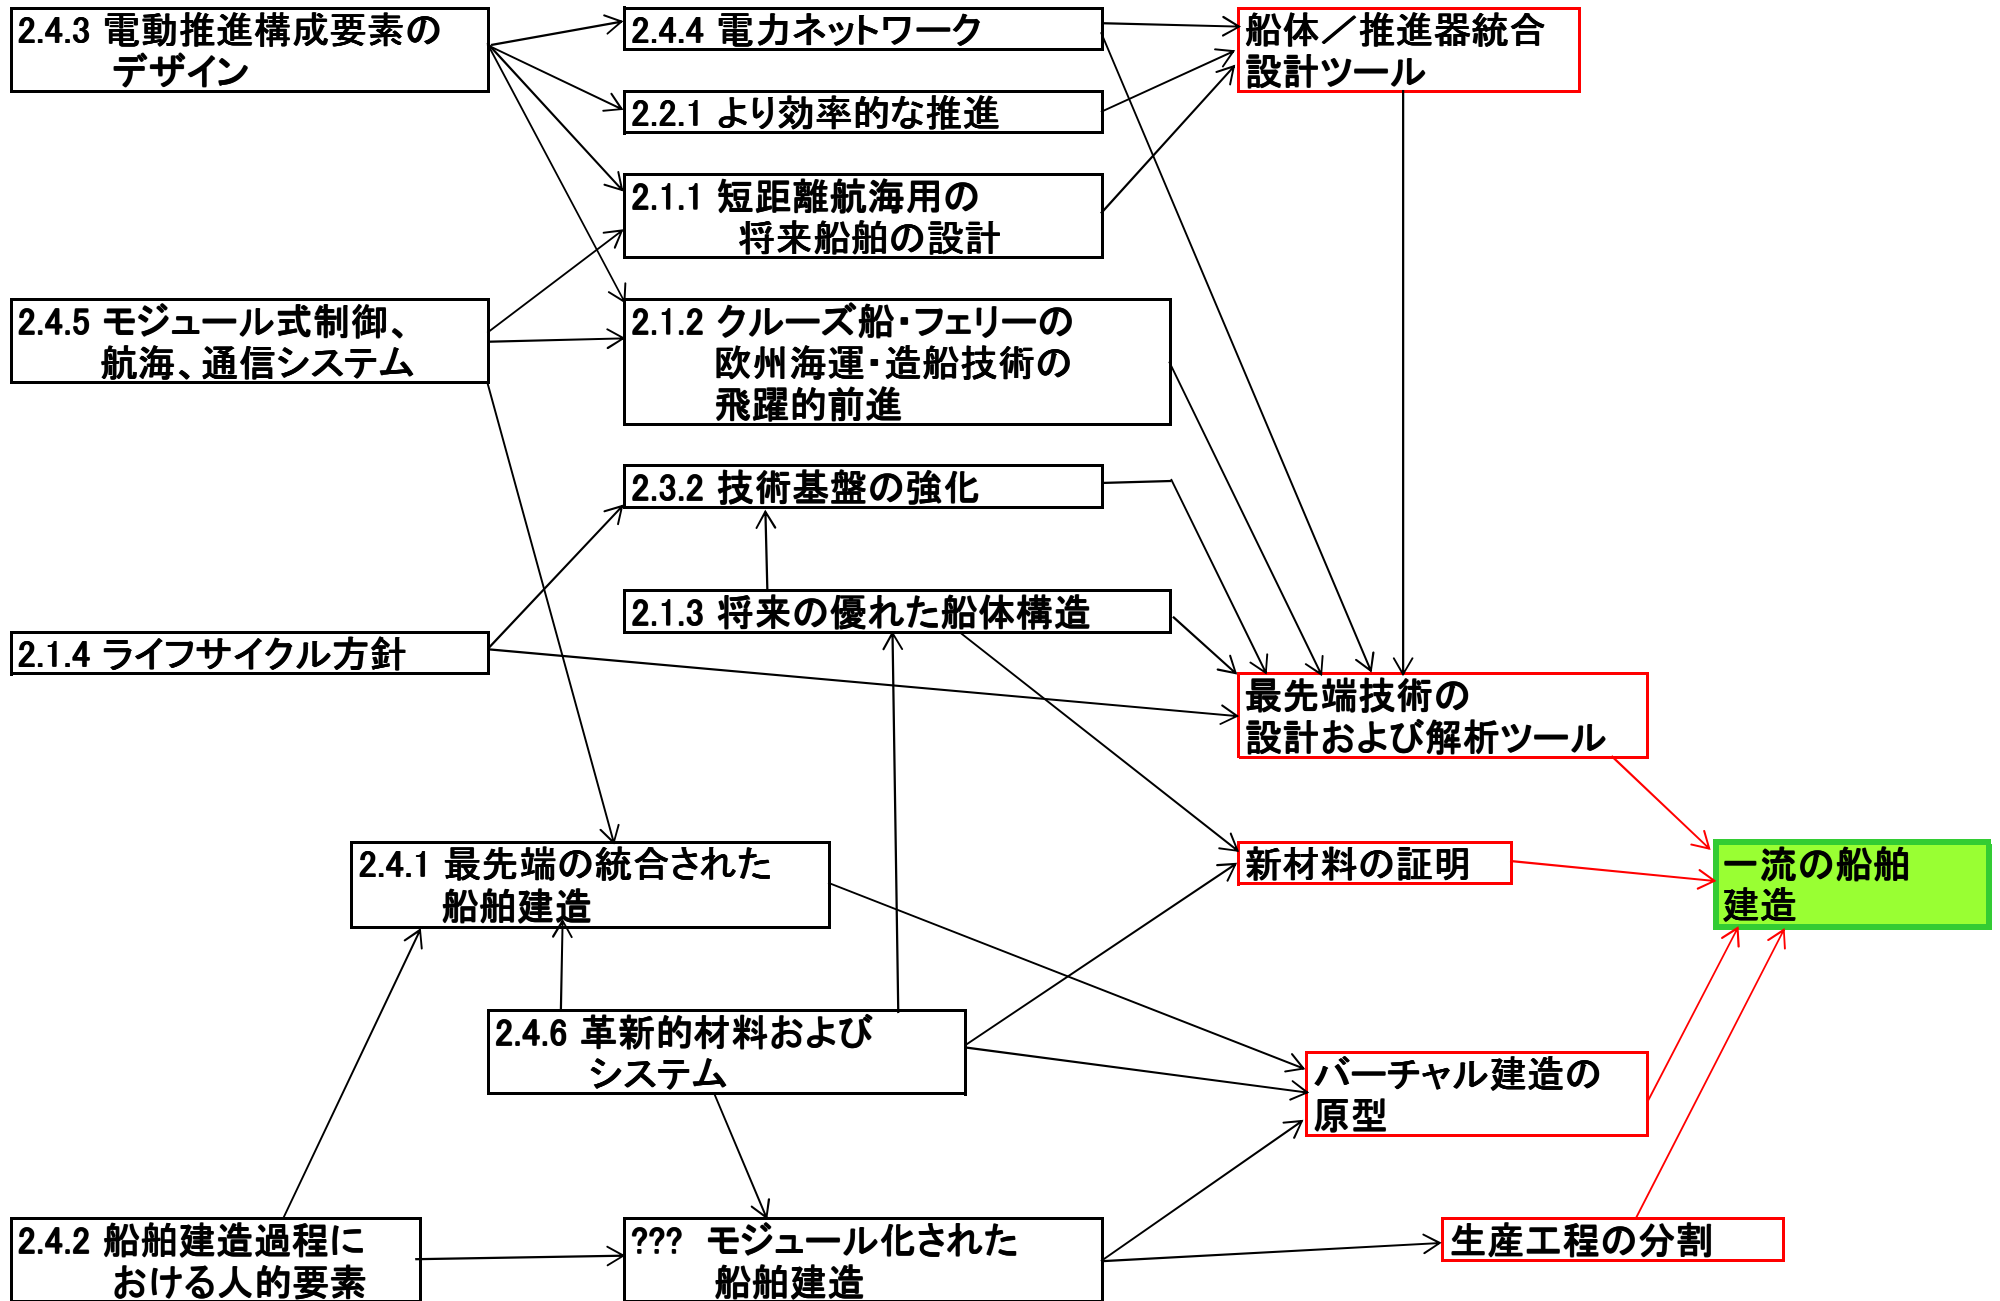 2.4.3 電動推進構成要素の
デザイン
2.4.4 電力ネットワーク
船体／推進器統合
設計ツール
2.2.1 より効率的な推進
2.1.1 短距離航海用の
将来船舶の設計
2.4.5 モジュール式制御、
航海、通信システム
2.1.2 クルーズ船・フェリーの
欧州海運・造船技術の
飛躍的前進
2.3.2 技術基盤の強化
2.1.3 将来の優れた船体構造
2.1.4 ライフサイクル方針
最先端技術の
設計および解析ツール
2.4.1 最先端の統合された
船舶建造
新材料の証明
一流の船舶
建造
2.4.6 革新的材料および
システム
バーチャル建造の
原型
2.4.2 船舶建造過程に
おける人的要素
??? モジュール化された
船舶建造
生産工程の分割